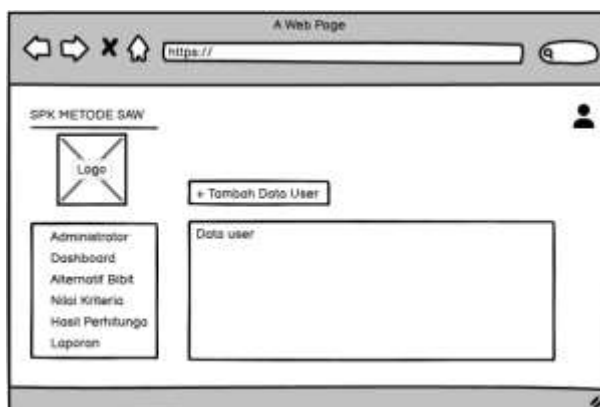 A Web Page
https://
SPK METODE SAW
Logo
+ Tambah Data User
Administrator
Dashboard
Alternatif Bibit
Nilai Kriteria
Hasil Perhitunga
Laporan
Data user